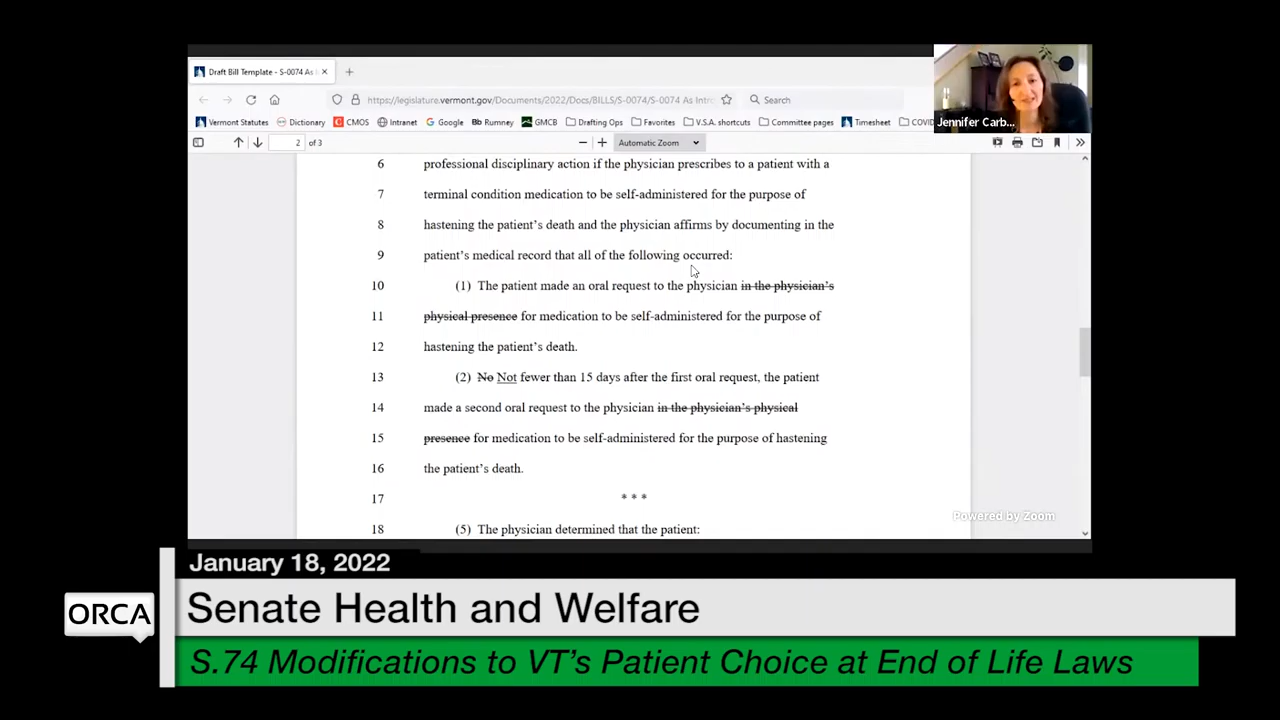 Draft Bill Template - S-0074 As I
https://legislature.vermont.gov/Documents/2022/Docs/BILLS/S-0074/S-0074 As Intro
Search
Vermont Statutes Dictionary CMOS Intranet Google Bb Rumney GMCB Drafting Ops Favorites V.S.A. shortcuts Committee pages Timesheet COVID
Jennifer Carb...
2 of 3 Automatic Zoom
6 professional disciplinary action if the physician prescribes to a patient with a
7 terminal condition medication to be self-administered for the purpose of
8 hastening the patient's death and the physician affirms by documenting in the
9 patient's medical record that all of the following occurred:
10 (1) The patient made an oral request to the physician in the physician's
11 physical presence for medication to be self-administered for the purpose of
12 hastening the patient's death.
13 (2) No Not fewer than 15 days after the first oral request, the patient
14 made a second oral request to the physician in the physician's physical
15 presence for medication to be self-administered for the purpose of hastening
16 the patient's death.
17 * * *
18 (5) The physician determined that the patient:
Powered by Zoom
January 18, 2022
ORCA
Senate Health and Welfare
S.74 Modifications to VT's Patient Choice at End of Life Laws